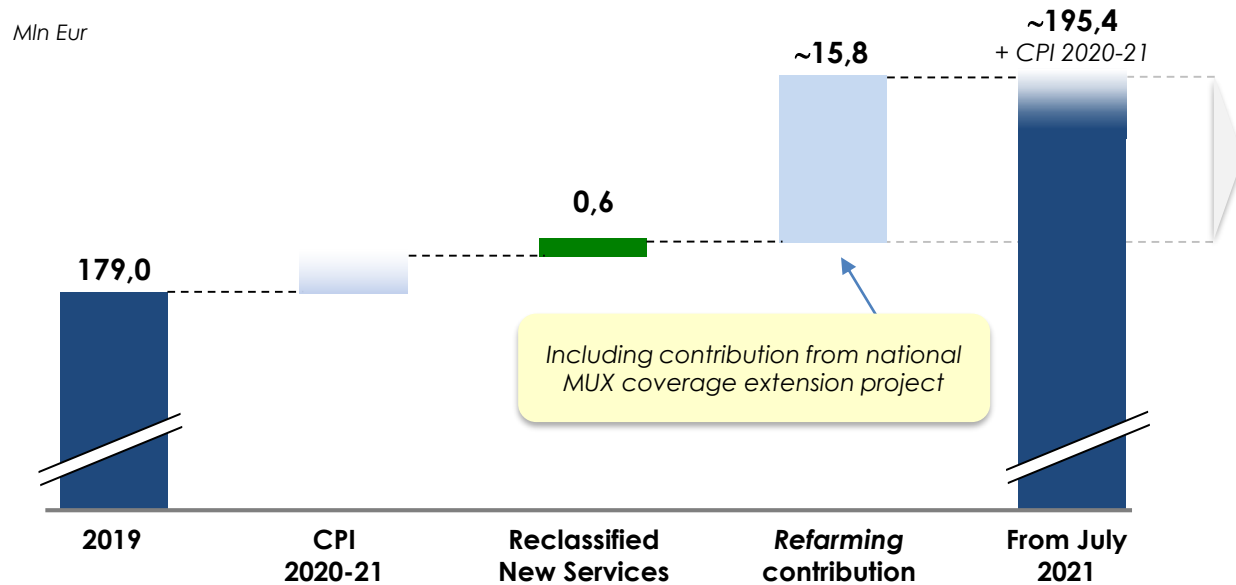 Mln Eur
~195,4
+ CPI 2020-21
~15,8
0,6
179,0
Including contribution from national
MUX coverage extension project
2019
CPI
2020-21
Reclassified
New Services
Refarming
contribution
From July
2021